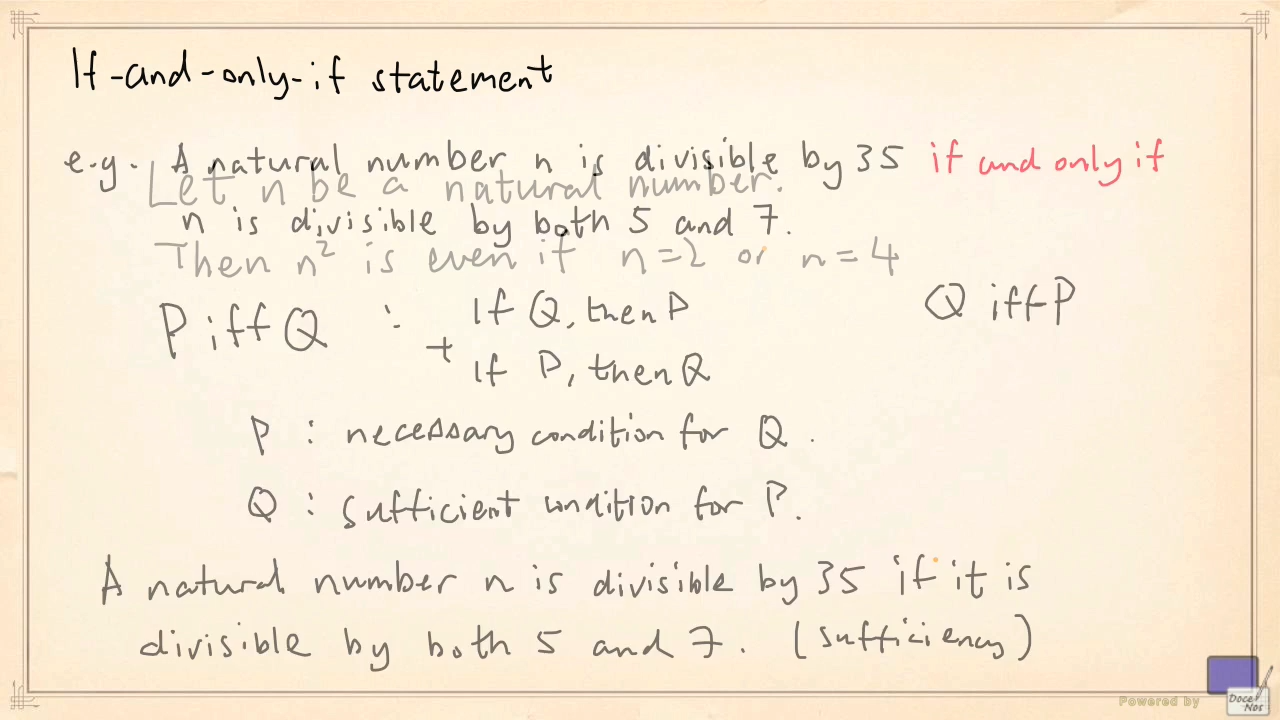 If-and-only-if statement
e.g. A natural number n is divisible by 35 if and only if
Let n be a natural number.
n is divisible by both 5 and 7.
Then n² is even if n=2 or n=4
P iff Q : If Q, then P Q iff P
+ If P, then Q
P : necessary condition for Q.
Q : sufficient condition for P.
A natural number n is divisible by 35 if it is
divisible by both 5 and 7. (sufficiency)
Powered by
Doce Nos